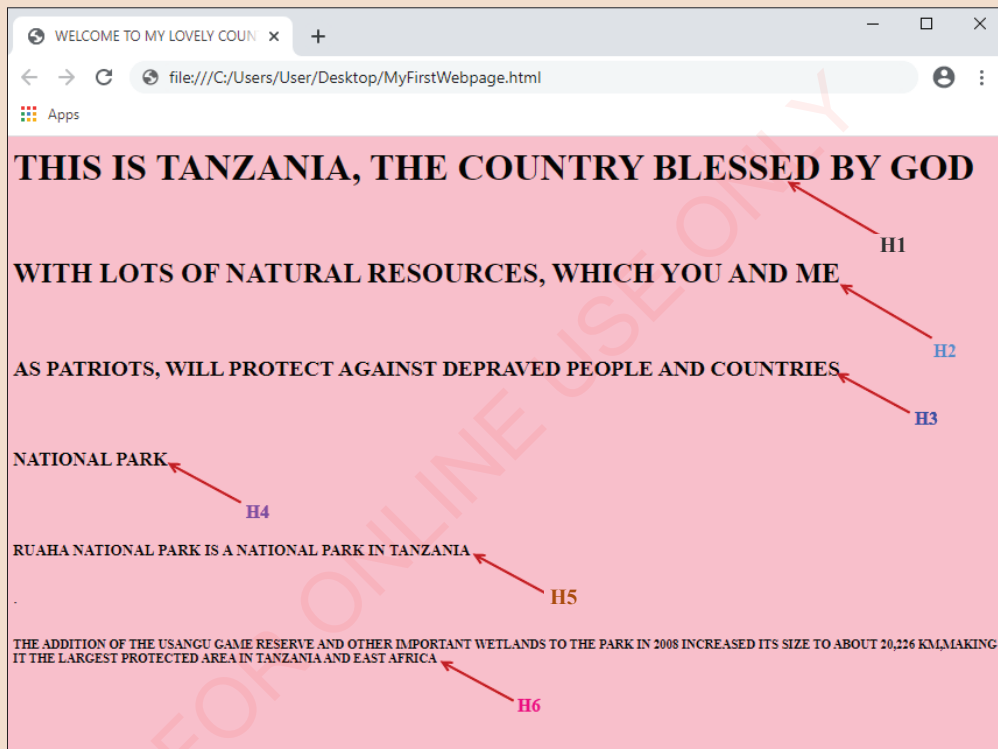 WELCOME TO MY LOVELY COUN
file:///C:/Users/User/Desktop/MyFirstWebpage.html
Apps
THIS IS TANZANIA, THE COUNTRY BLESSED BY GOD
H1
WITH LOTS OF NATURAL RESOURCES, WHICH YOU AND ME
H2
AS PATRIOTS, WILL PROTECT AGAINST DEPRAVED PEOPLE AND COUNTRIES
H3
NATIONAL PARK
H4
RUAHA NATIONAL PARK IS A NATIONAL PARK IN TANZANIA
H5
.
THE ADDITION OF THE USANGU GAME RESERVE AND OTHER IMPORTANT WETLANDS TO THE PARK IN 2008 INCREASED ITS SIZE TO ABOUT 20,226 KM,MAKING
IT THE LARGEST PROTECTED AREA IN TANZANIA AND EAST AFRICA
H6
FOR ONLINE USE ONLY